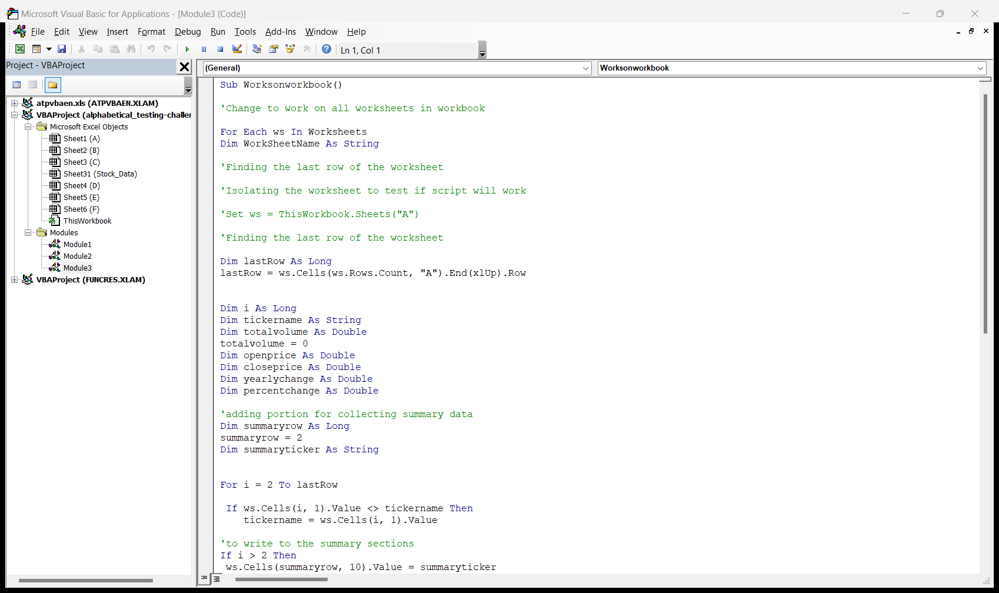 Microsoft Visual Basic for Applications - [Module3 (Code)]
File Edit View Insert Format Debug Run Tools Add-Ins Window Help
Ln 1, Col 1
Project - VBAProject
atpvbaen.xls (ATPVBAEN.XLAM)
VBAProject (alphabetical_testing-challer
Microsoft Excel Objects
Sheet1 (A)
Sheet2 (B)
Sheet3 (C)
Sheet31 (Stock_Data)
Sheet4 (D)
Sheet5 (E)
Sheet6 (F)
ThisWorkbook
Modules
Module1
Module2
Module3
VBAProject (FUNCRES.XLAM)
(General)
Worksonworkbook
Sub Worksonworkbook()
'Change to work on all worksheets in workbook
For Each ws In Worksheets
Dim WorkSheetName As String
'Finding the last row of the worksheet
'Isolating the worksheet to test if script will work
'Set ws = ThisWorkbook.Sheets("A")
'Finding the last row of the worksheet
Dim lastRow As Long
lastRow = ws.Cells(ws.Rows.Count, "A").End(xlUp).Row
Dim i As Long
Dim tickername As String
Dim totalvolume As Double
totalvolume = 0
Dim openprice As Double
Dim closeprice As Double
Dim yearlychange As Double
Dim percentchange As Double
'adding portion for collecting summary data
Dim summaryrow As Long
summaryrow = 2
Dim summaryticker As String
For i = 2 To lastRow
If ws.Cells(i, 1).Value <> tickername Then
tickername = ws.Cells(i, 1).Value
'to write to the summary sections
If i > 2 Then
ws.Cells(summaryrow, 10).Value = summaryticker